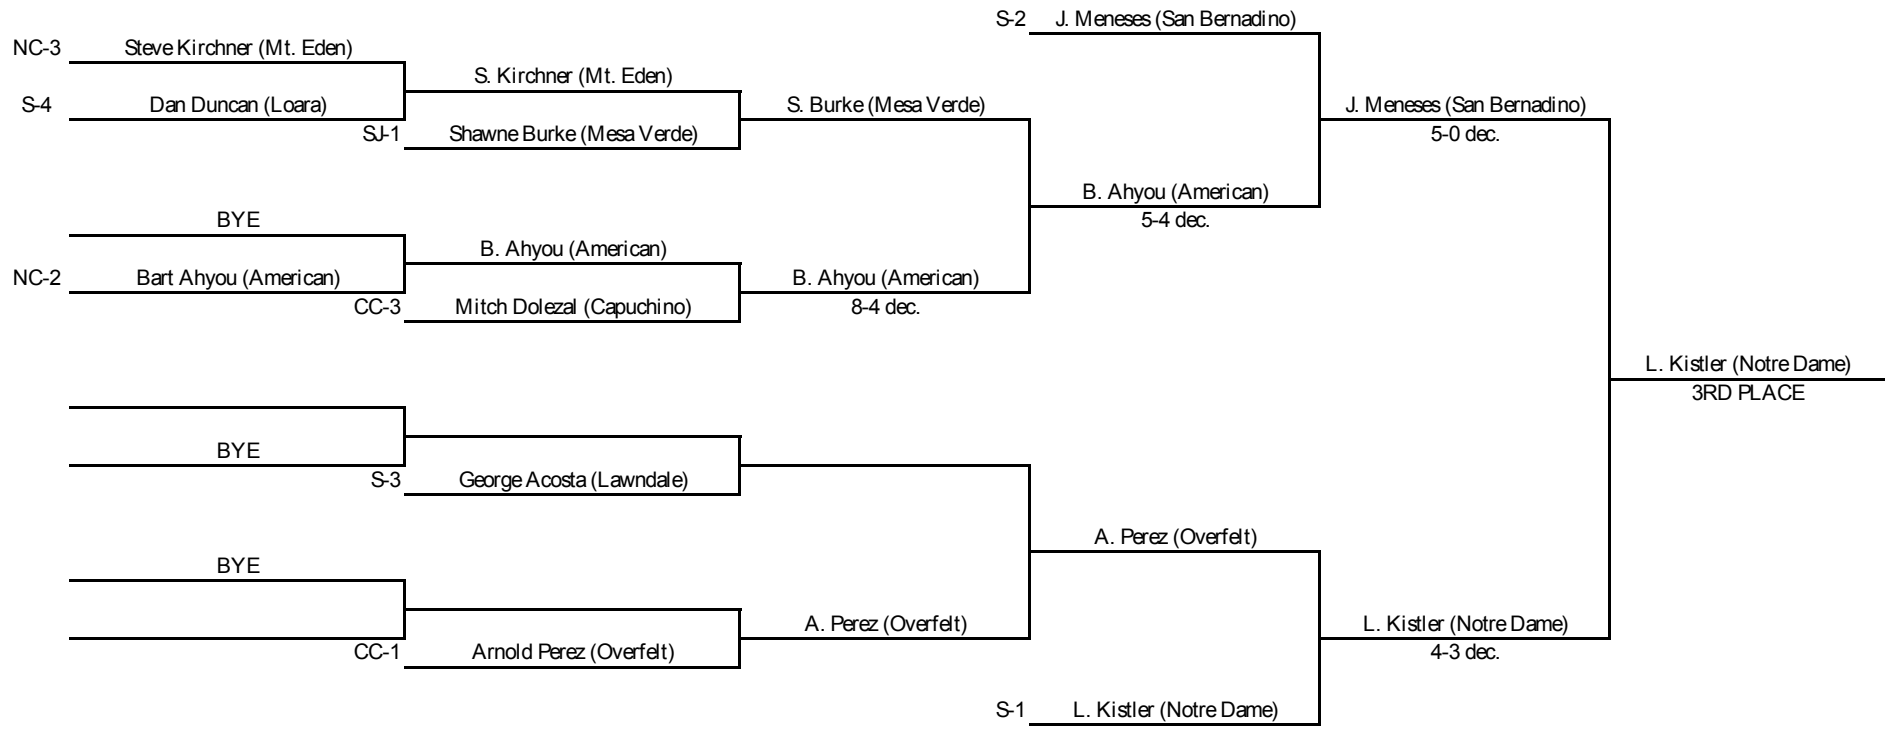 S-2 J. Meneses (San Bernadino)
NC-3 Steve Kirchner (Mt. Eden)
S. Kirchner (Mt. Eden)
S-4 Dan Duncan (Loara)
S. Burke (Mesa Verde)
J. Meneses (San Bernadino)
SJ-1 Shawne Burke (Mesa Verde)
5-0 dec.
B. Ahyou (American)
BYE
5-4 dec.
B. Ahyou (American)
NC-2 Bart Ahyou (American)
B. Ahyou (American)
CC-3 Mitch Dolezal (Capuchino)
8-4 dec.
L. Kistler (Notre Dame)
3RD PLACE
BYE
S-3 George Acosta (Lawndale)
A. Perez (Overfelt)
BYE
A. Perez (Overfelt)
L. Kistler (Notre Dame)
CC-1 Arnold Perez (Overfelt)
4-3 dec.
S-1 L. Kistler (Notre Dame)